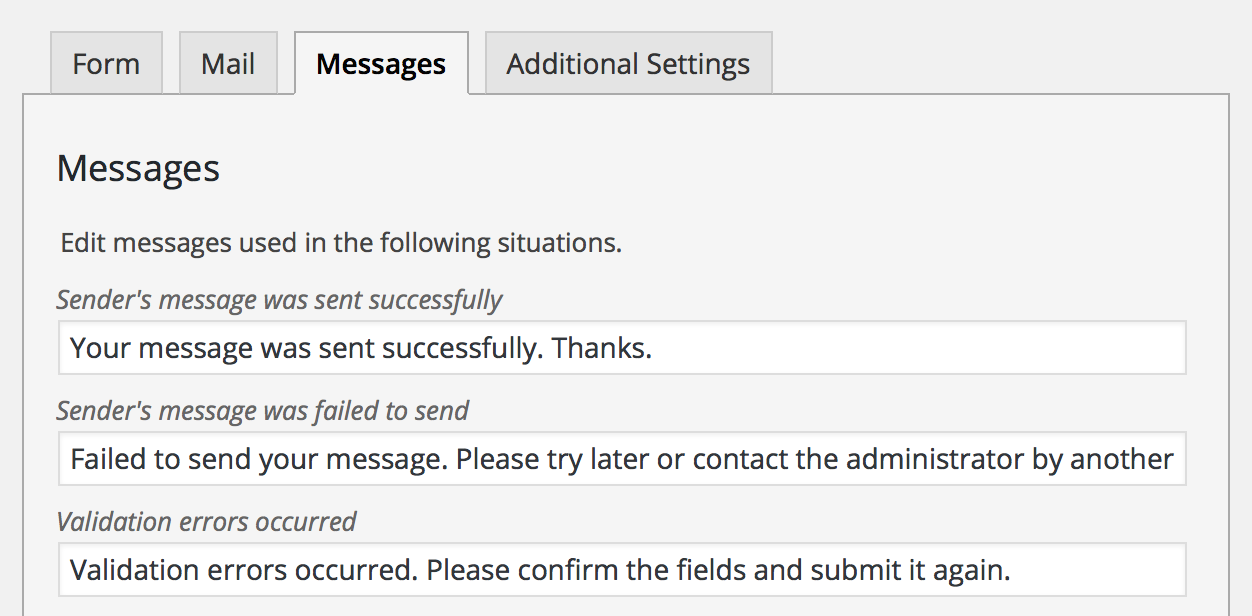 Form Mail Messages Additional Settings
Messages
Edit messages used in the following situations.
Sender's message was sent successfully
Your message was sent successfully. Thanks.
Sender's message was failed to send
Failed to send your message. Please try later or contact the administrator by another
Validation errors occurred
Validation errors occurred. Please confirm the fields and submit it again.